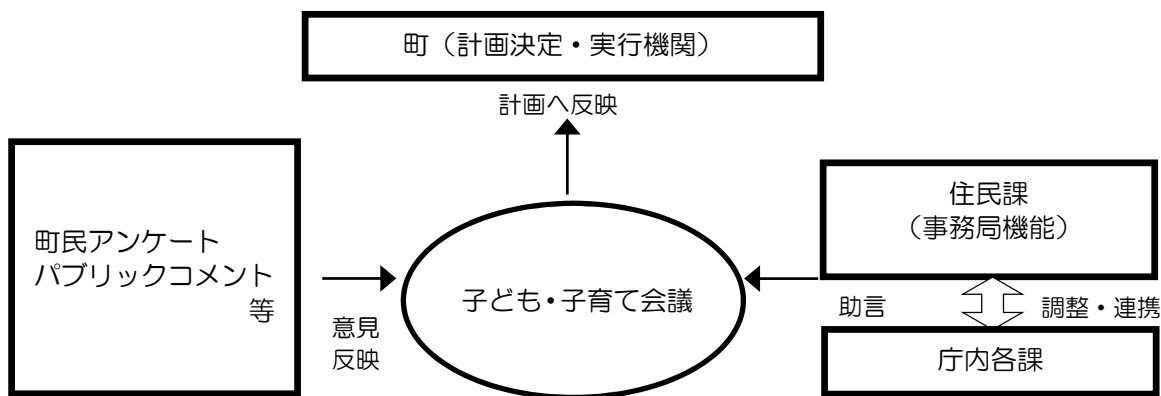 町（計画決定・実行機関）
計画へ反映
町民アンケート
パブリックコメント
等
意見
反映
子ども・子育て会議
住民課
（事務局機能）
助言
調整・連携
庁内各課